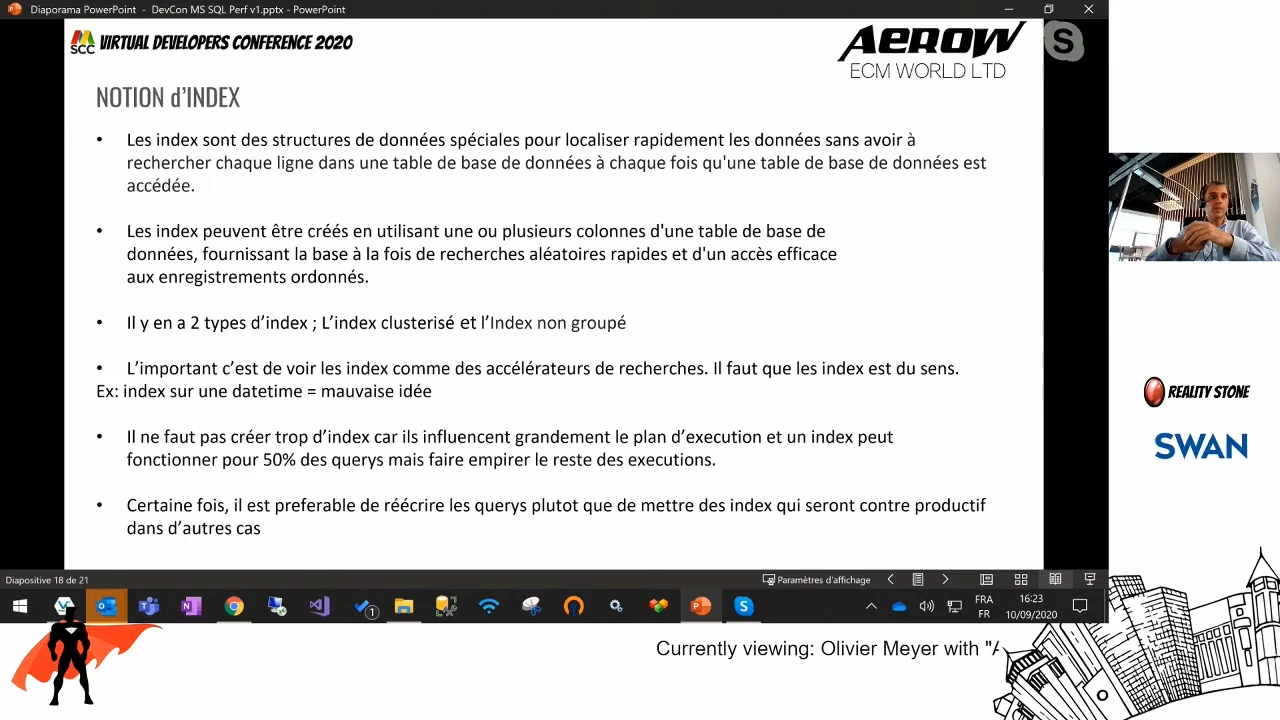 Diaporama PowerPoint - DevCon MS SQL Perf v1.pptx - PowerPoint
SCC VIRTUAL DEVELOPERS CONFERENCE 2020
AEROW
ECM WORLD LTD
S
NOTION d'INDEX
• Les index sont des structures de données spéciales pour localiser rapidement les données sans avoir à
rechercher chaque ligne dans une table de base de données à chaque fois qu'une table de base de données est
accédée.
• Les index peuvent être créés en utilisant une ou plusieurs colonnes d'une table de base de
données, fournissant la base à la fois de recherches aléatoires rapides et d'un accès efficace
aux enregistrements ordonnés.
• Il y en a 2 types d'index ; L'index clusterisé et l'Index non groupé
• L'important c'est de voir les index comme des accélérateurs de recherches. Il faut que les index est du sens.
Ex: index sur une datetime = mauvaise idée
• Il ne faut pas créer trop d'index car ils influencent grandement le plan d'execution et un index peut
fonctionner pour 50% des querys mais faire empirer le reste des executions.
• Certaine fois, il est preferable de réécrire les querys plutot que de mettre des index qui seront contre productif
dans d'autres cas
REALITY STONE
SWAN
Diapositive 18 de 21
Paramètres d'affichage
1
FRA
FR
16:23
10/09/2020
Currently viewing: Olivier Meyer with "A